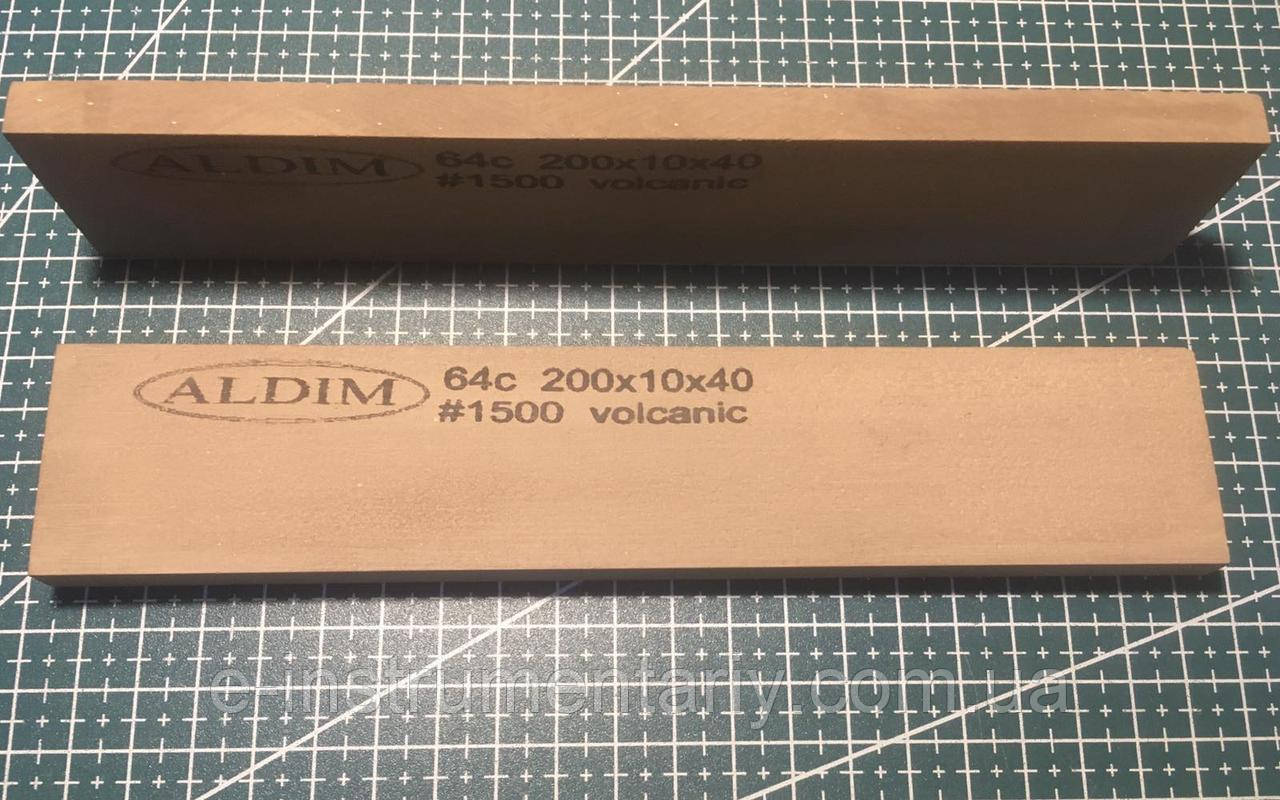 ALDIM
64c 200x10x40
#1500 volcanic
ALDIM
64c 200x10x40
#1500 volcanic
e-instrumentariy.com.ua